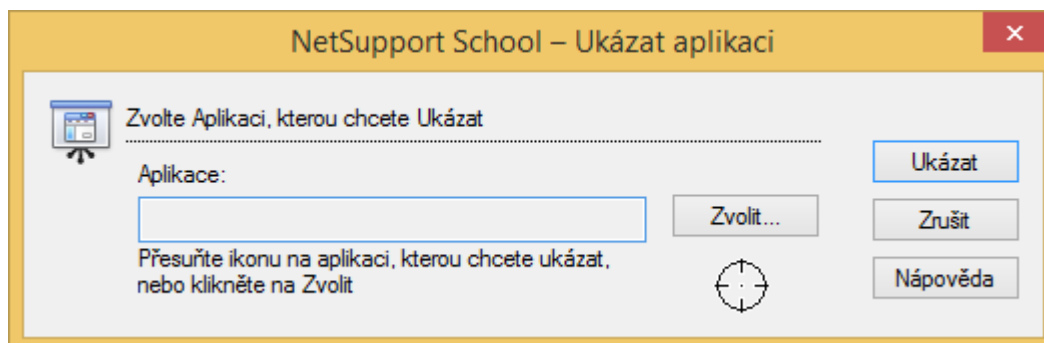 NetSupport School – Ukázat aplikaci
Zvolte Aplikaci, kterou chcete Ukázat
Aplikace:
Zvolit...
Přesuňte ikonu na aplikaci, kterou chcete ukázat,
nebo klikněte na Zvolit
Ukázat
Zrušit
Nápověda